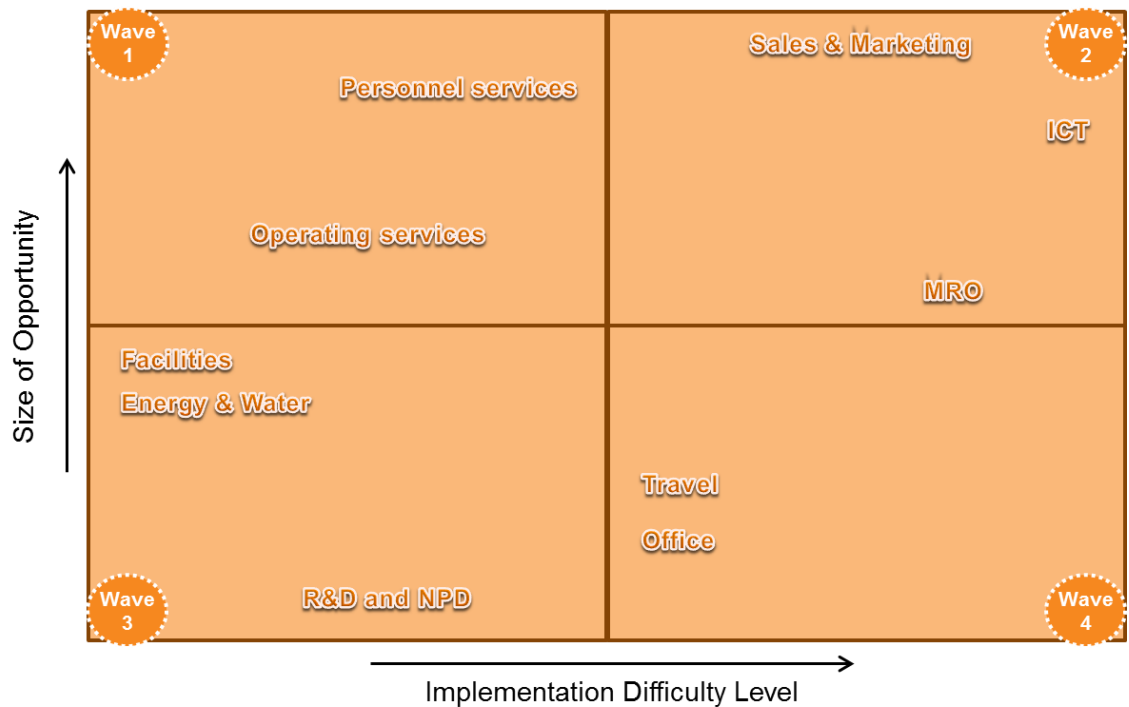 Wave
1
Sales & Marketing
Wave
2
Personnel services
ICT
Operating services
MRO
Size of Opportunity
Facilities
Energy & Water
Travel
Office
Wave
3
R&D and NPD
Wave
4
Implementation Difficulty Level